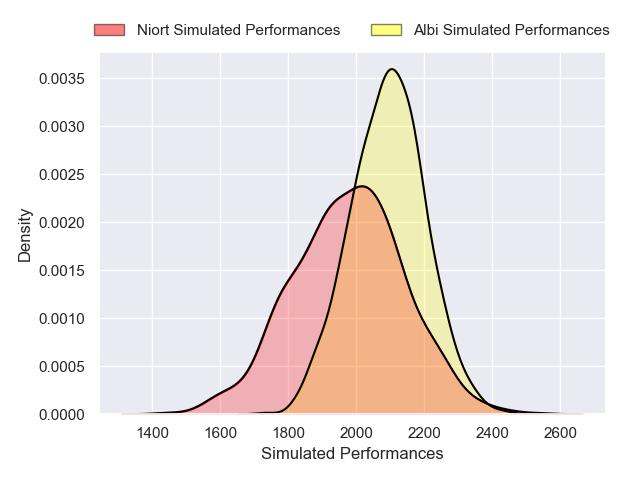 Niort Simulated Performances Albi Simulated Performances
0.0035
0.0030
0.0025
0.0020
0.0015
0.0010
0.0005
0.0000
Density
1400 1600 1800 2000 2200 2400 2600
Simulated Performances